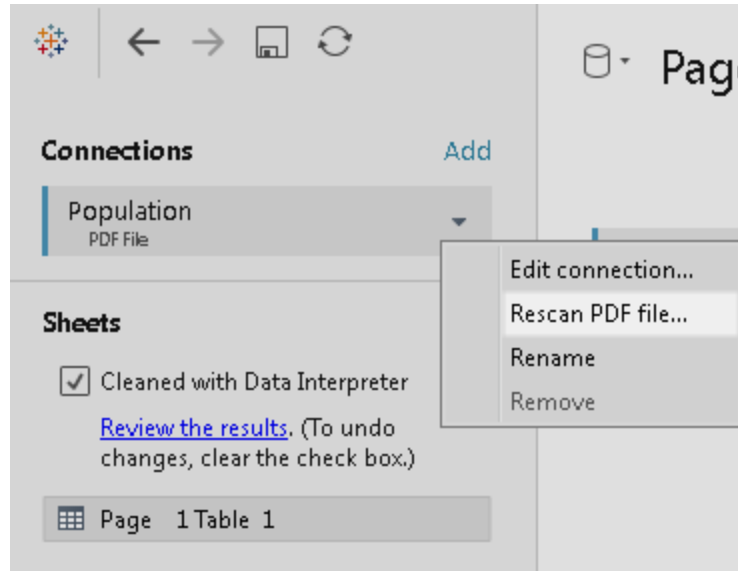 Pag
Connections Add
Population
PDF File
Edit connection...
Rescan PDF file...
Rename
Remove
Sheets
Cleaned with Data Interpreter
Review the results. (To undo
changes, clear the check box.)
Page 1 Table 1